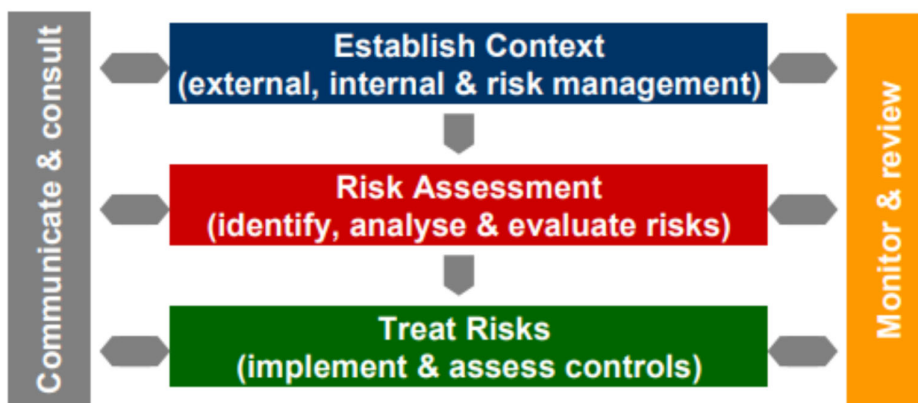 Communicate & consult
Establish Context
(external, internal & risk management)
Risk Assessment
(identify, analyse & evaluate risks)
Treat Risks
(implement & assess controls)
Monitor & review